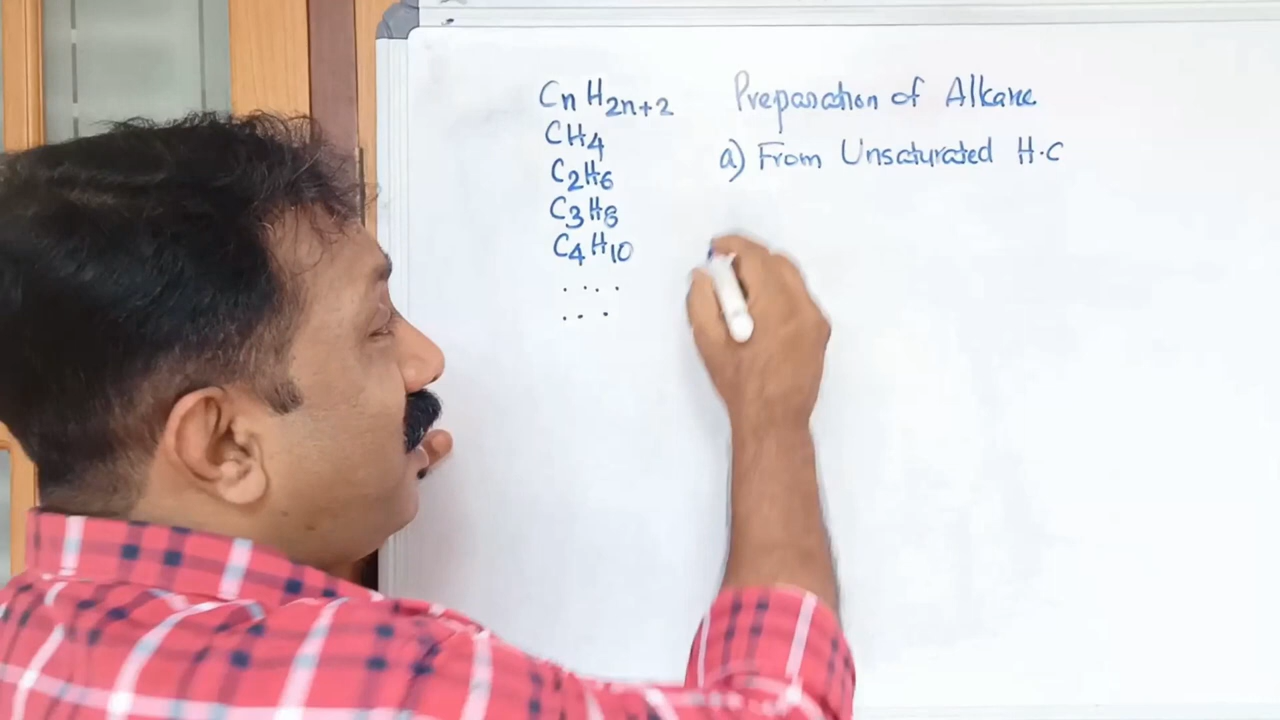 CnH2n+2
CH4
C2H6
C3H8
C4H10
. . . .
. . .
Preparation of Alkane
a) From Unsaturated H.C